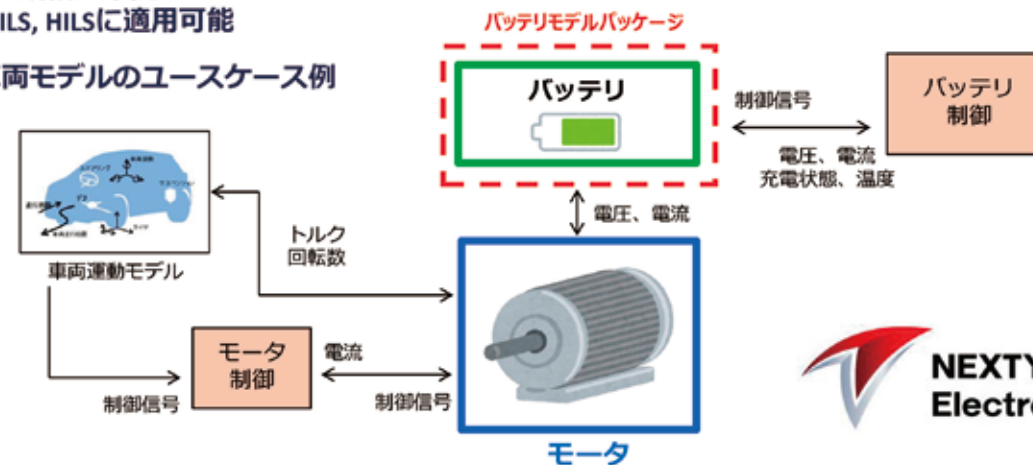 ILS, HILSに適用可能
両モデルのユースケース例
バッテリモデルパッケージ
バッテリ
制御信号
電圧、電流
充電状態、温度
バッテリ
制御
電圧、電流
トルク
回転数
車両運動モデル
モータ
制御
電流
制御信号
制御信号
モータ
NEXTY
Electro